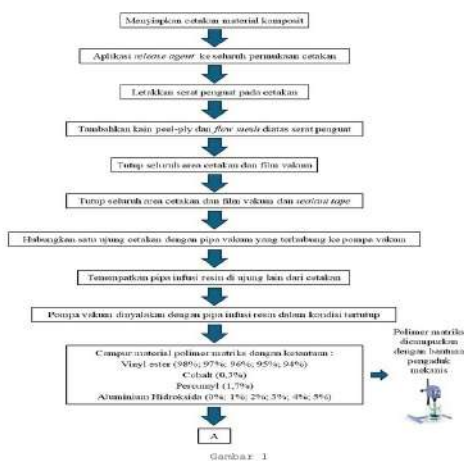 Menyiapkan cetakan material komposit
Aplikasi release agent ke seluruh permukaan cetakan
Letakkan serat penguat pada cetakan
Tambahkan kain peel-ply dan flow mesh diatas serat penguat
Tutup seluruh area cetakan dan film vakum
Tutup seluruh area cetakan dan film vakum dan sealant tape
Hubungkan satu ujung cetakan dengan pipa vakum yang terhubung ke pompa vakum
Tenempatkan pipa infusi resin di ujung lain dari cetakan
Pompa vakum dinyalakan dengan pipa infusi resin dalam kondisi tertutup
Campur material polimer matriks dengan ketentuan :
Vinyl ester (98%; 97%; 96%; 95%; 94%)
Cobalt (0,3%)
Percumyl (1,7%)
Aluminium Hidroksida (0%; 1%; 2%; 3%; 4%; 5%)
Polimer matriks
dicampurkan
dengan bantuan
pengaduk
mekanis
A
Gambar 1